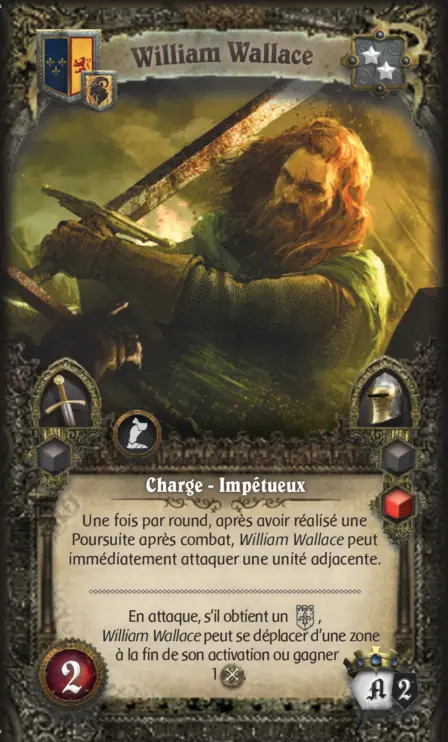 William Wallace
Charge - Impétueux
Une fois par round, après avoir réalisé une
Poursuite après combat, William Wallace peut
immédiatement attaquer une unité adjacente.
En attaque, s'il obtient un ,
William Wallace peut se déplacer d'une zone
à la fin de son activation ou gagner
1
2
A 2